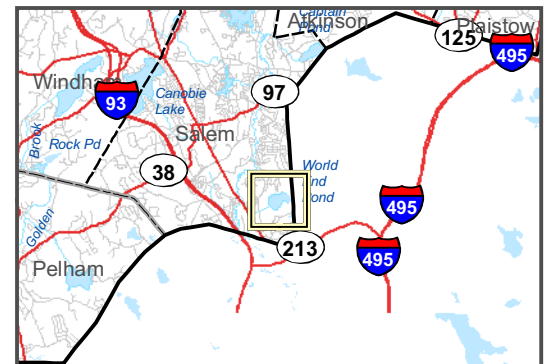 Atkinson
Captain
Pond
Plaistow
125
495
Windham
93
Canobie
Lake
97
Salem
Brook
Rock Pd
38
World
End
Pond
495
Golden
213
495
Pelham